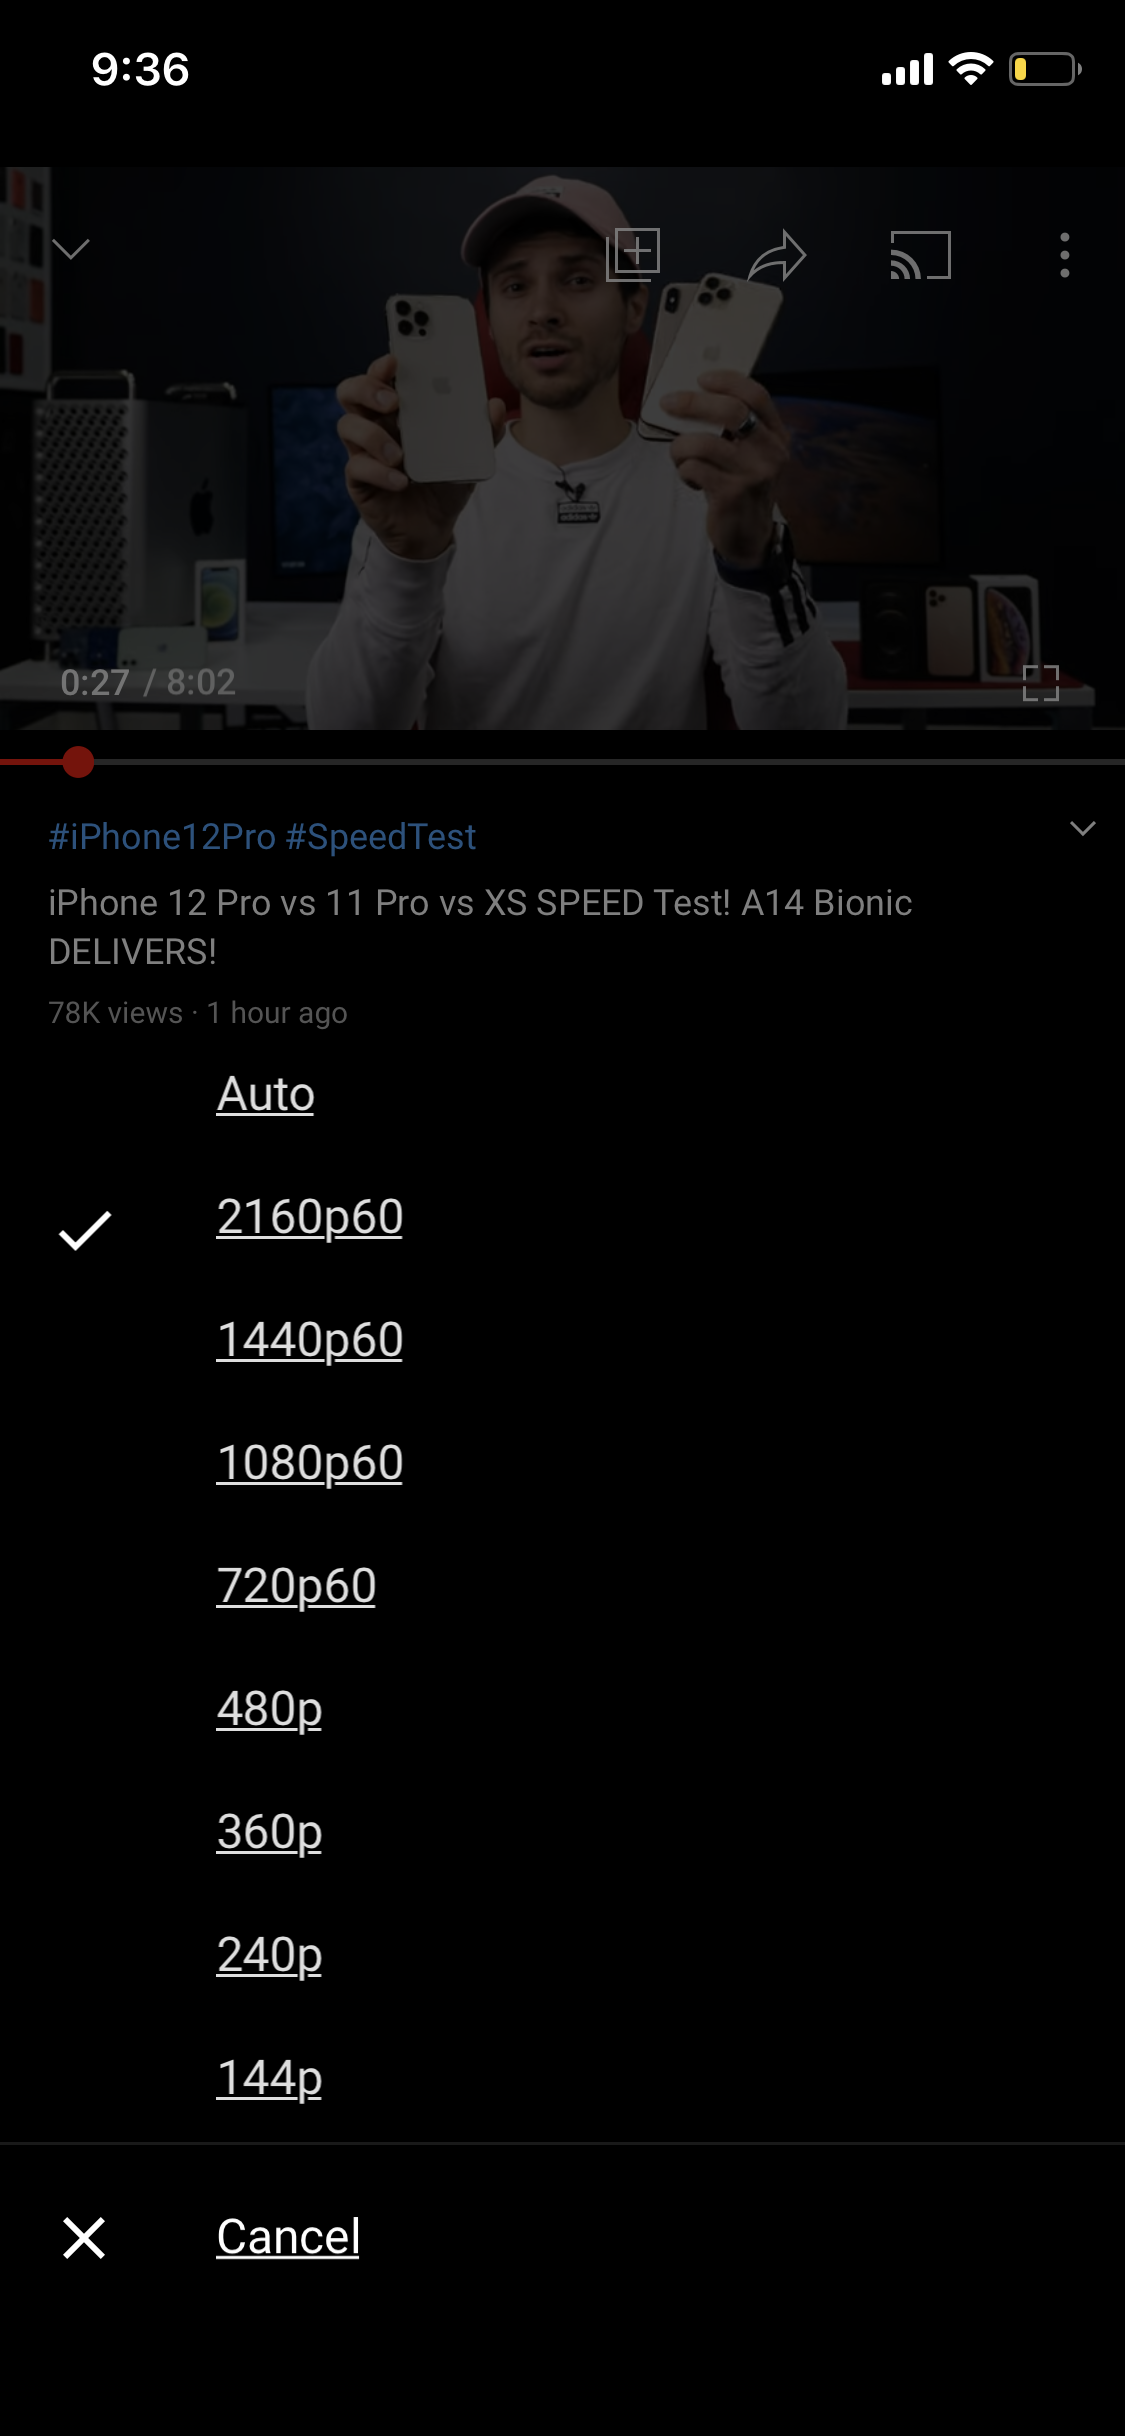 9:36
0:27 / 8:02
#iPhone12Pro #SpeedTest
iPhone 12 Pro vs 11 Pro vs XS SPEED Test! A14 Bionic
DELIVERS!
78K views · 1 hour ago
Auto
2160p60
1440p60
1080p60
720p60
480p
360p
240p
144p
Cancel